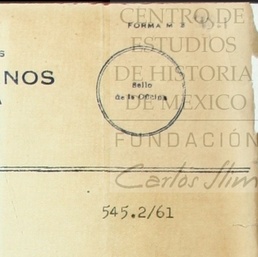 FORMA M 3
CENTRO DE
ESTUDIOS
DE HISTORIA
DE MÉXICO
FUNDACIÓN
Carlos Slim
S
NOS
A
Sello
de la Oficina
545.2/61